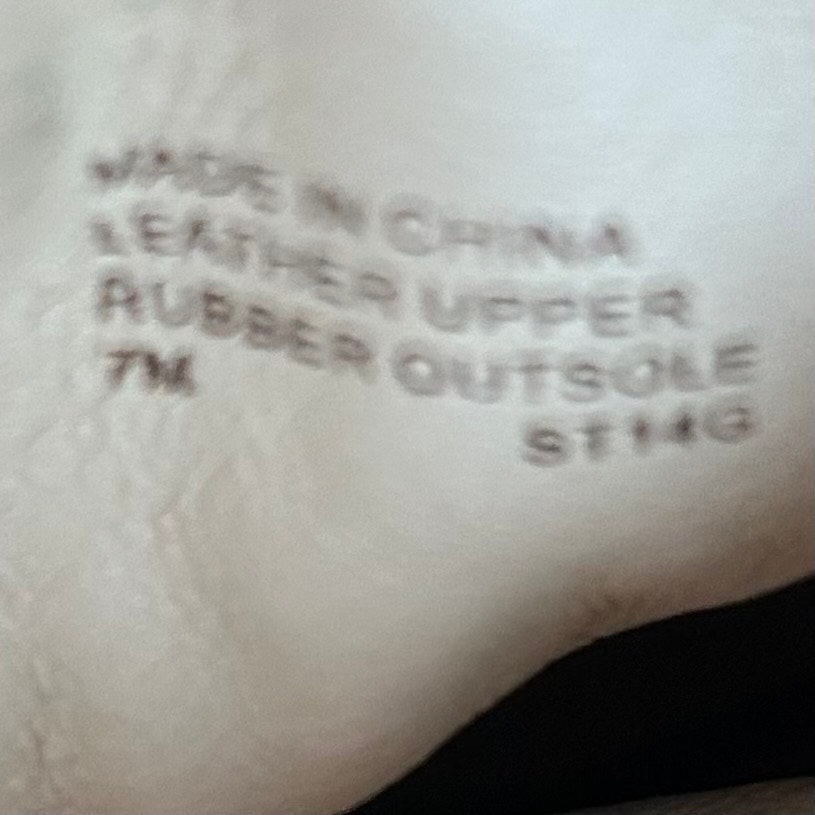 MADE IN CHINA
LEATHER UPPER
RUBBER OUTSOLE
7M
ST14G